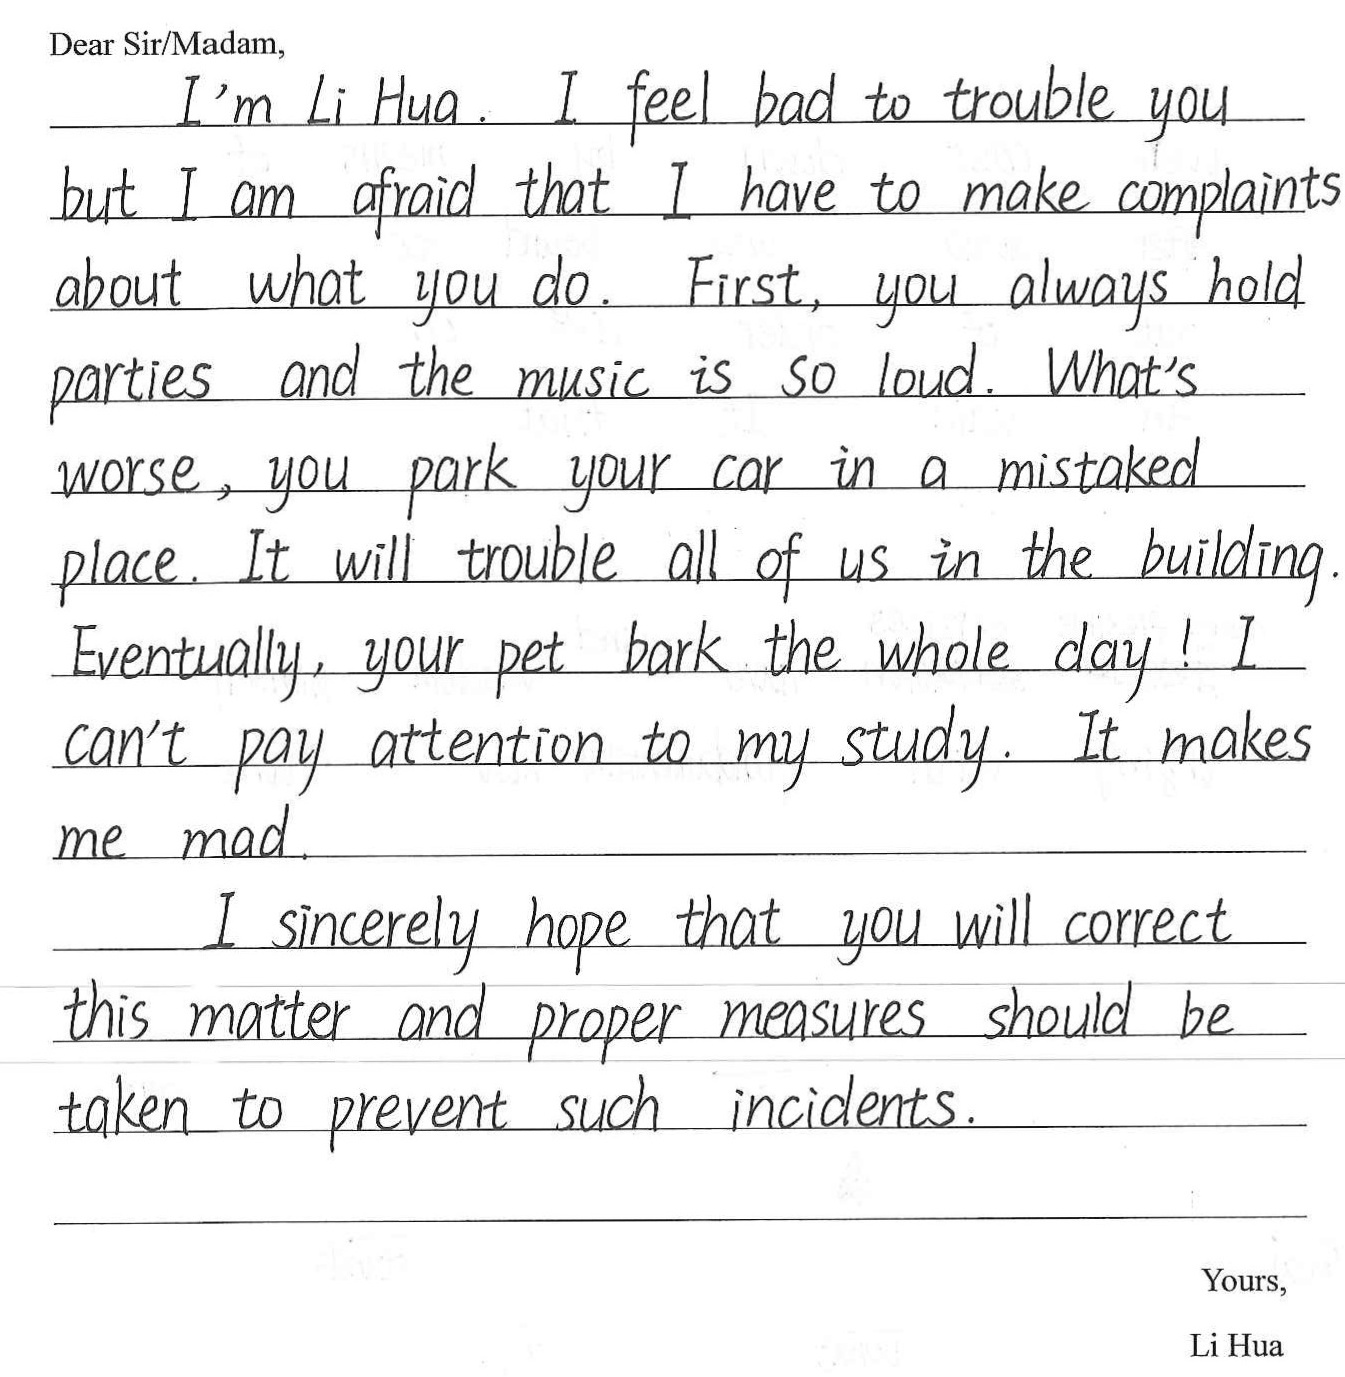 Dear Sir/Madam,
I'm Li Hua. I feel bad to trouble you
but I am afraid that I have to make complaints
about what you do. First, you always hold
parties and the music is so loud. What's
worse, you park your car in a mistaked
place. It will trouble all of us in the building.
Eventually, your pet bark the whole day! I
can't pay attention to my study. It makes
me mad.
I sincerely hope that you will correct
this matter and proper measures should be
taken to prevent such incidents.
Yours,
Li Hua